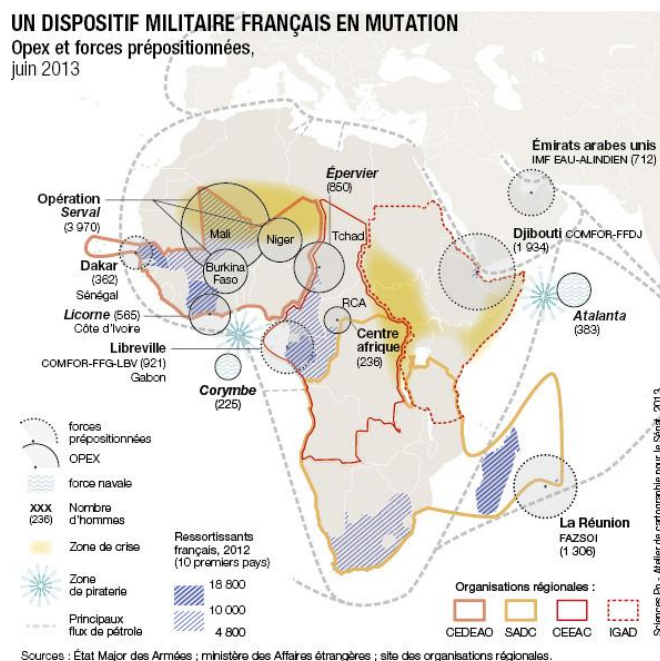 UN DISPOSITIF MILITAIRE FRANÇAIS EN MUTATION
Opex et forces prépositionnées,
juin 2013
Émirats arabes unis
IMF EAU-ALINDIEN (712)
Épervier
(850)
Opération
Serval
(3 970)
Mali
Niger
Tchad
Djibouti COMFOR-FFDJ
(1 934)
Dakar
(362)
Sénégal
Burkina
Faso
Licorne (565)
Côte d'Ivoire
RCA
Centre
afrique
(236)
Atalanta
(383)
Libreville
COMFOR-FFG-LBV (921)
Gabon
Corymbe
(225)
La Réunion
FAZSOI
(1 306)
forces
prépositionnées
OPEX
force navale
XXX
(236)
Nombre
d'hommes
Zone de crise
Zone
de piraterie
Principaux
flux de pétrole
Ressortissants
français, 2012
(10 premiers pays)
18 800
10 000
4 800
Organisations régionales :
CEDEAO
SADC
CEEAC
IGAD
Sciences Po - Atelier de cartographie pour le Sénat, 2013
Sources : État Major des Armées ; ministère des Affaires étrangères ; site des organisations régionales.